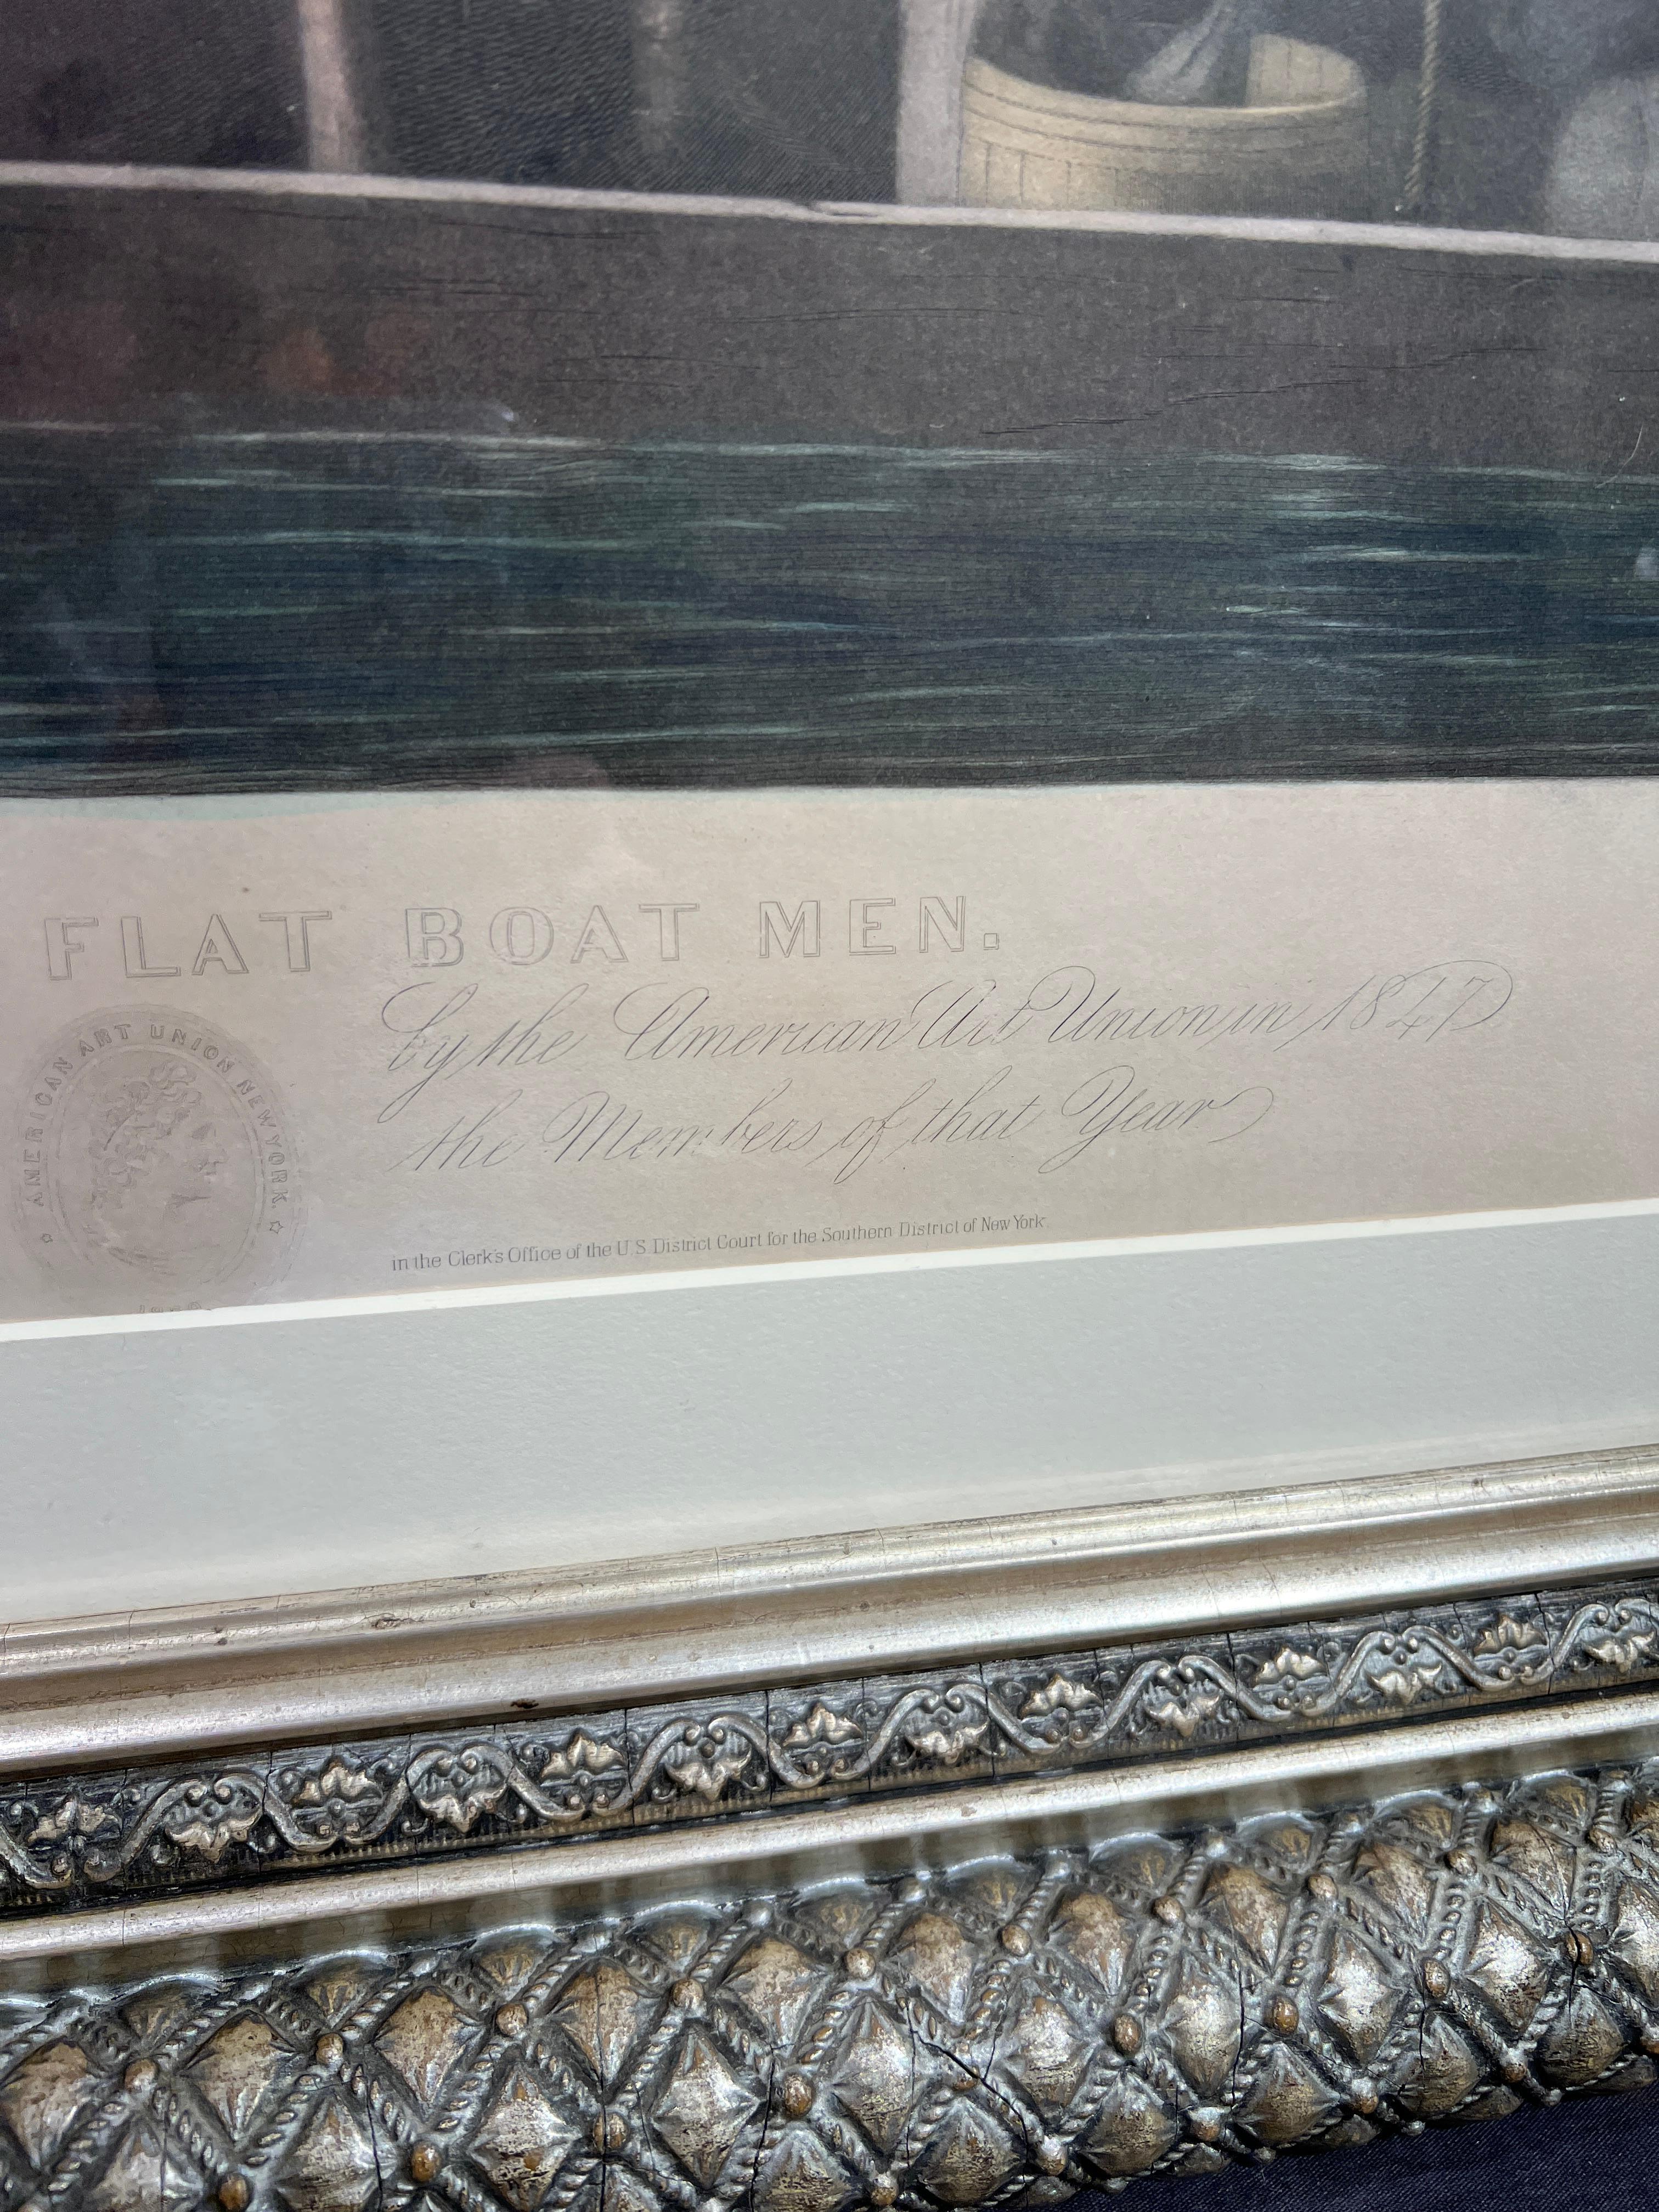 FLAT BOAT MEN.
AMERICAN ART UNION NEW YORK.
by the American Art Union, in 1847
the Members of that Year
in the Clerk's Office of the U.S. District Court for the Southern District of New York